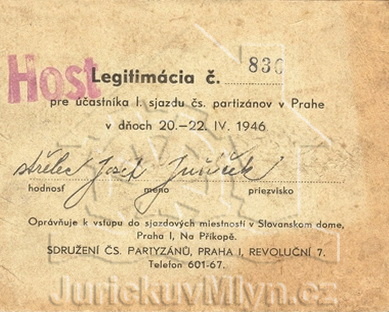 Host
Legitimácia č. 830
pre účastníka I. sjazdu čs. partizánov v Prahe
v dňoch 20.—22. IV. 1946
střelec Josef Juříček
hodnosť meno priezvisko
Oprávňuje k vstupu do sjazdových miestností v Slovanskom dome,
Praha I, Na Příkopě.
SDRUŽENÍ ČS. PARTYZÁNŮ, PRAHA I, REVOLUČNÍ 7.
Telefon 601-67.
JurickuvMlyn.cz